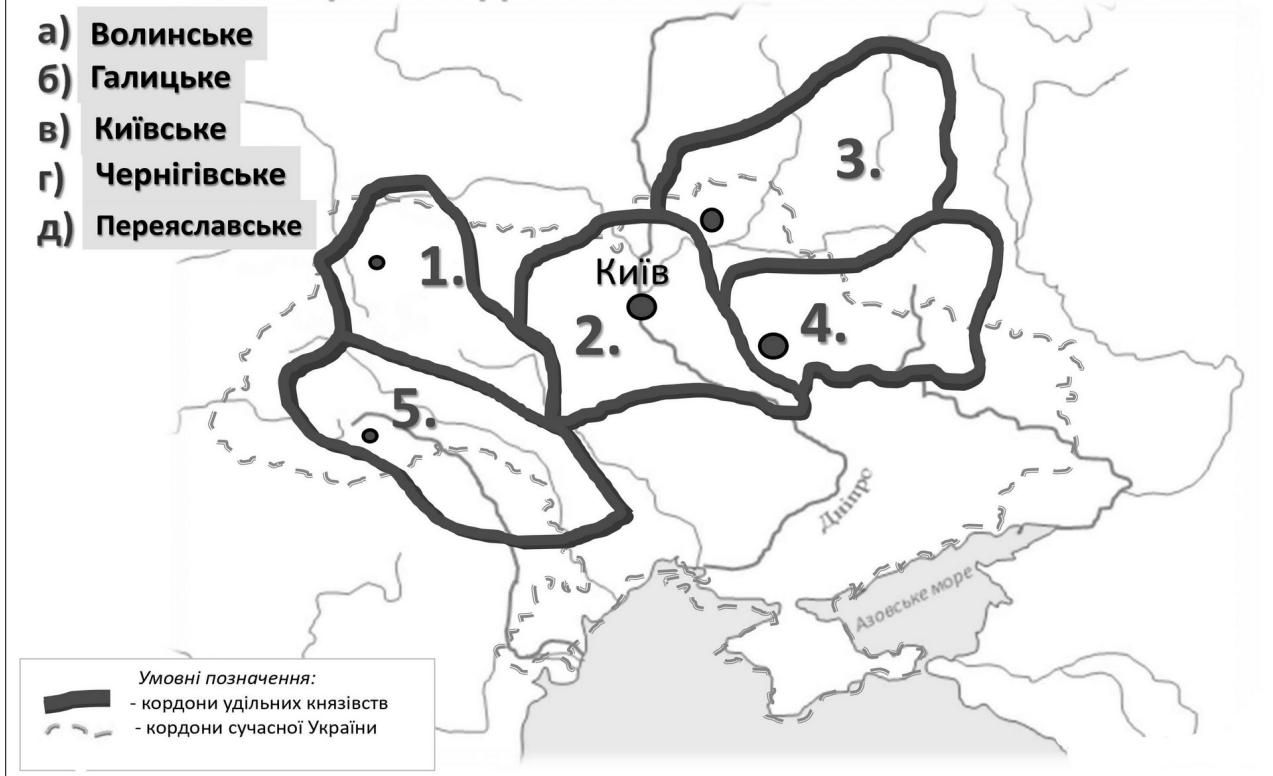 а) Волинське
б) Галицьке
в) Київське
г) Чернігівське
д) Переяславське
3.
1.
Київ
2.
4.
5.
Дніпро
Азовське море
Умовні позначення:
- кордони удільних князівств
- кордони сучасної України